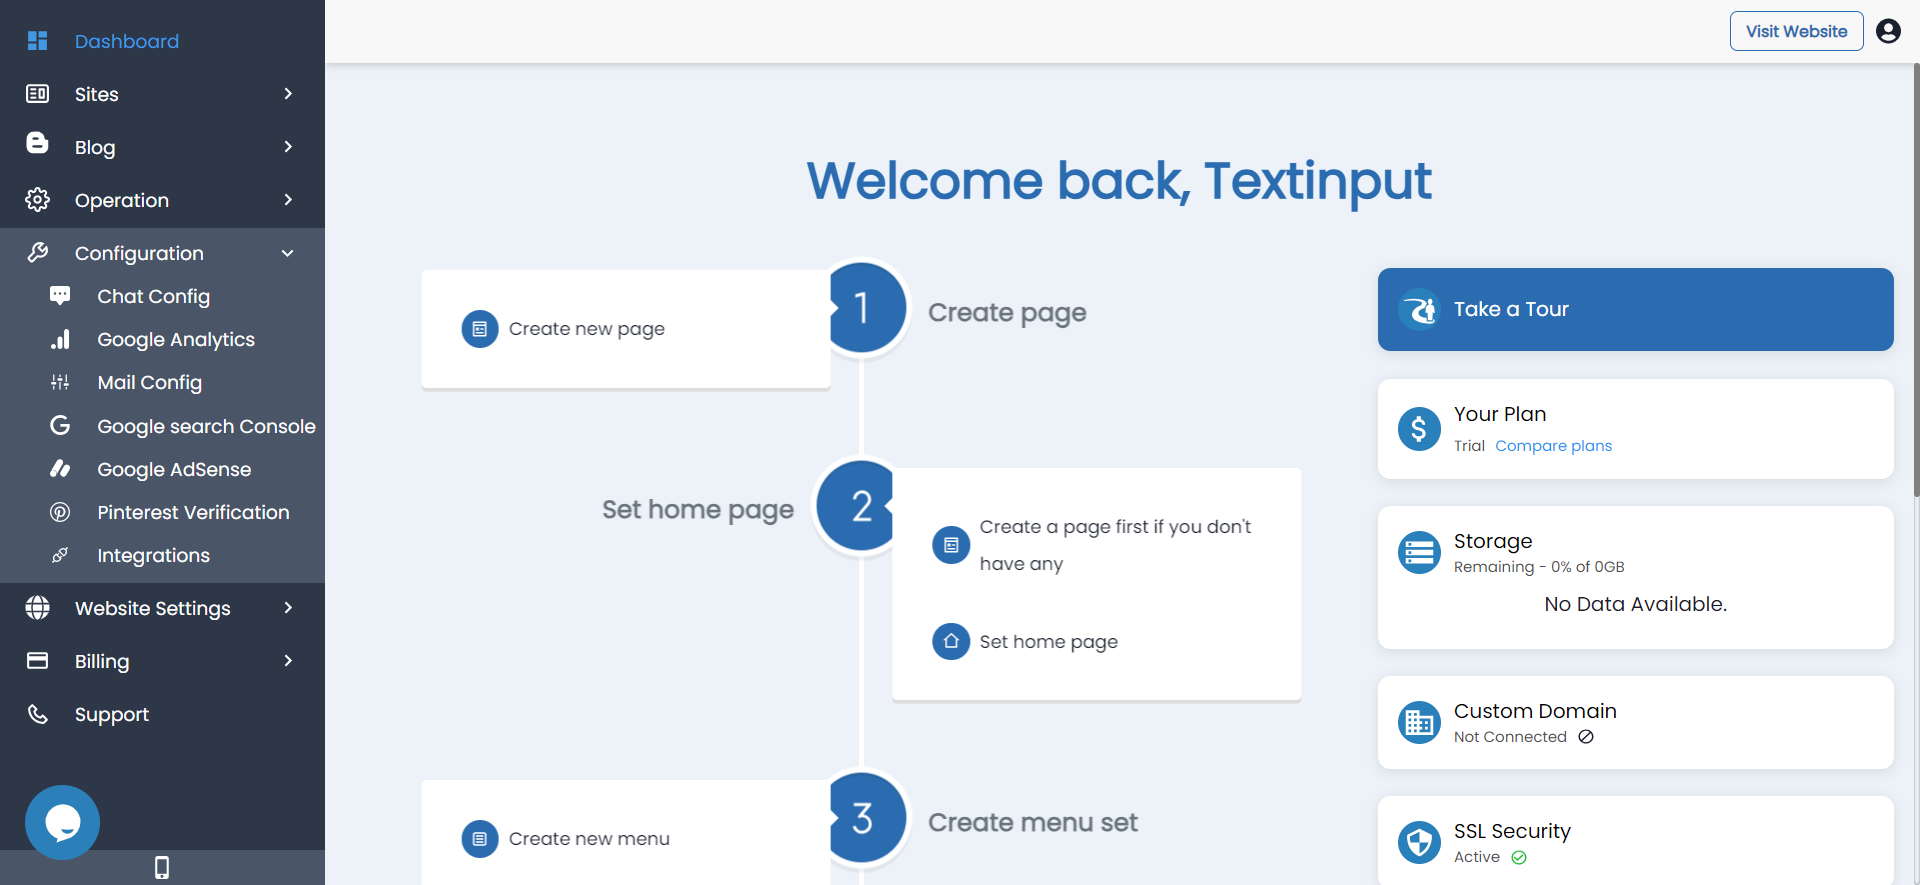 Dashboard
Sites
Blog
Operation
Configuration
Chat Config
Google Analytics
Mail Config
Google search Console
Google AdSense
Pinterest Verification
Integrations
Website Settings
Billing
Support
Visit Website
Welcome back, Textinput
Create new page
1
Create page
Set home page
2
Create a page first if you don't
have any
Set home page
Create new menu
3
Create menu set
Take a Tour
Your Plan
Trial Compare plans
Storage
Remaining - 0% of 0GB
No Data Available.
Custom Domain
Not Connected
SSL Security
Active